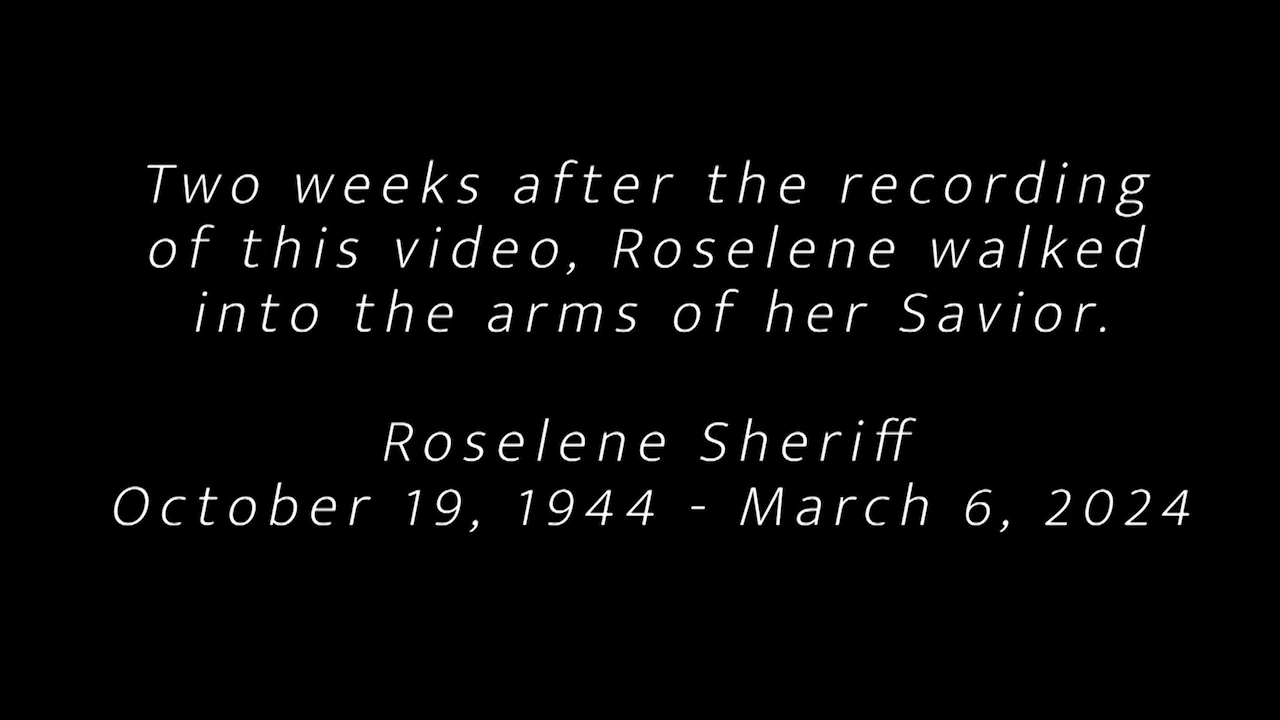 Two weeks after the recording
of this video, Roselene walked
into the arms of her Savior.
Roselene Sheriff
October 19, 1944 - March 6, 2024